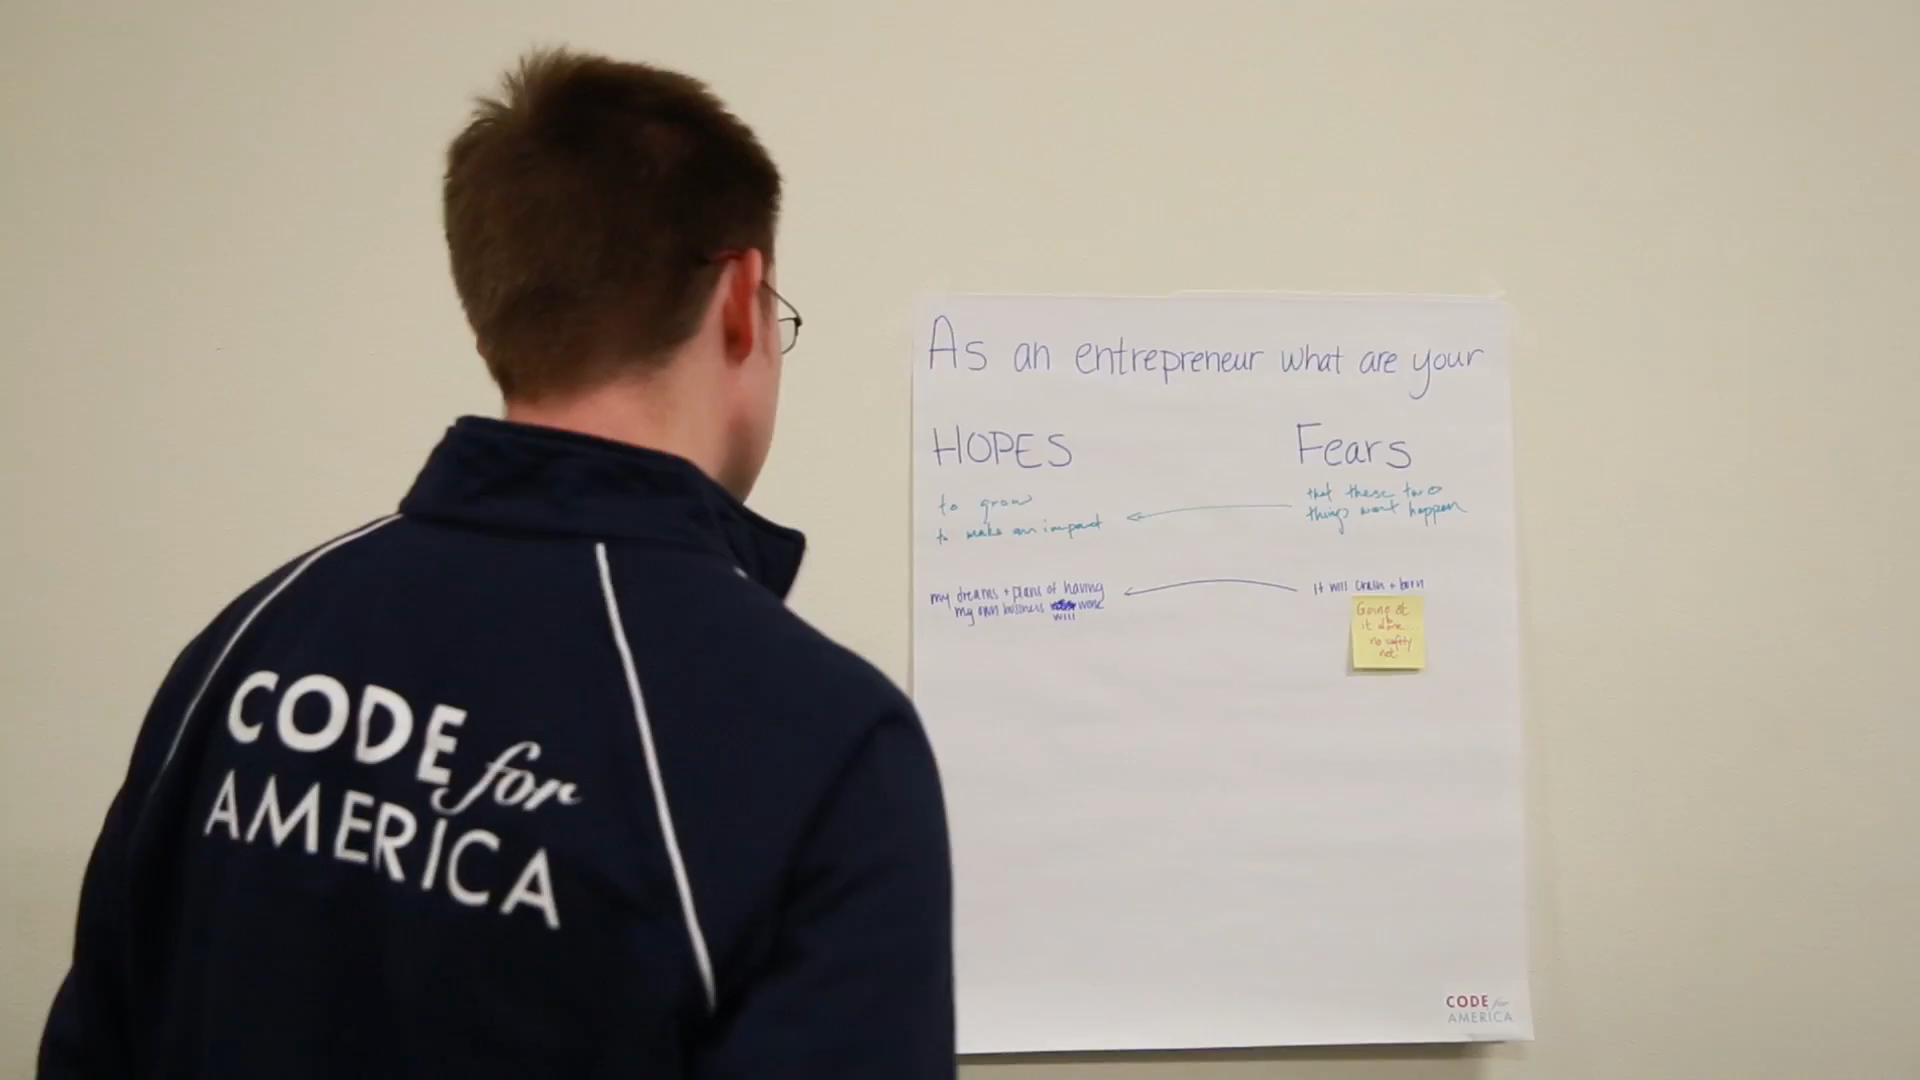 As an entrepreneur what are your
HOPES
Fears
to grow
to make an impact
that these two
things wont happen
my dreams + plans of having
my own business work
will
it will crash + burn
Going at
it alone
no safety
net
CODE for
AMERICA
CODE for
AMERICA